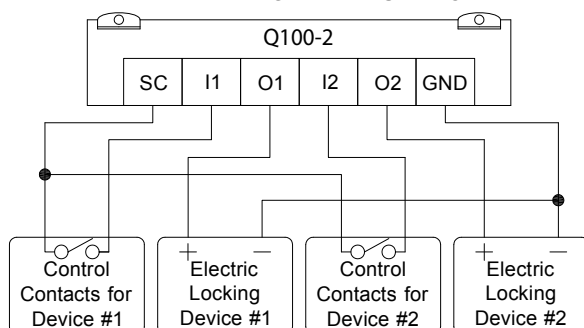 Q100-2
SC I1 O1 I2 O2 GND
+ − + −
Control
Contacts for
Device #1
Electric
Locking
Device #1
Control
Contacts for
Device #2
Electric
Locking
Device #2